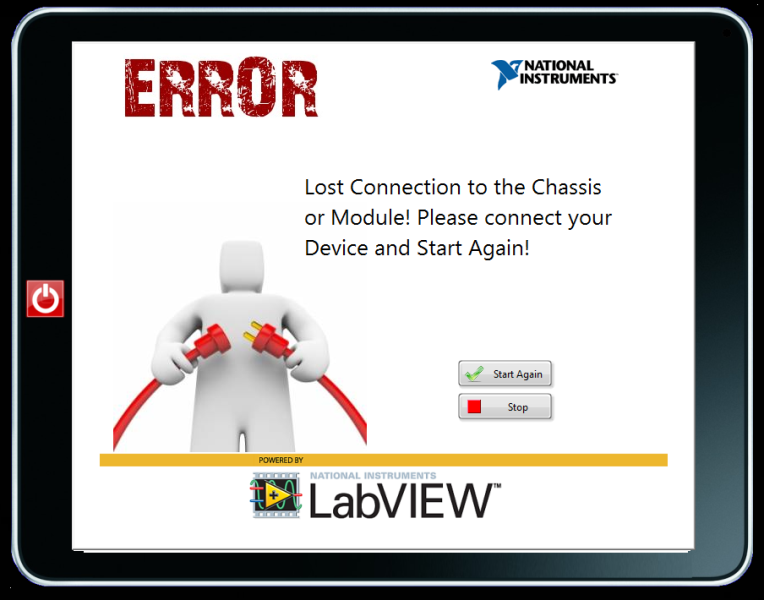 ERROR
NATIONAL
INSTRUMENTS
Lost Connection to the Chassis
or Module! Please connect your
Device and Start Again!
Start Again
Stop
POWERED BY
NATIONAL INSTRUMENTS
LabVIEW™